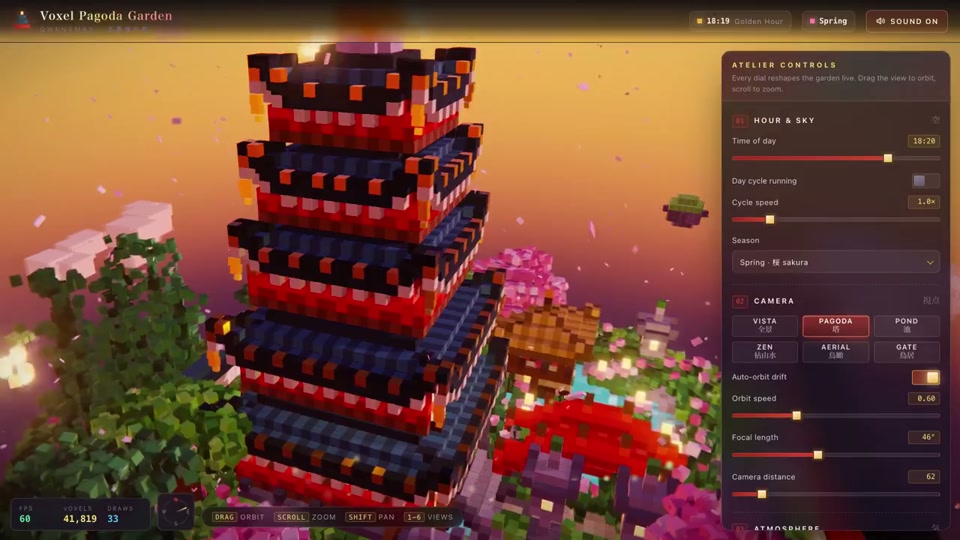 Voxel Pagoda Garden
18:19 Golden Hour
Spring
SOUND ON
ATELIER CONTROLS
Every dial reshapes the garden live. Drag the view to orbit,
scroll to zoom.
01 HOUR & SKY 空
Time of day 18:20
Day cycle running
Cycle speed 1.0×
Season
Spring · 桜 sakura
02 CAMERA 視点
VISTA PAGODA POND
全景 塔 池
ZEN AERIAL GATE
枯山水 鳥瞰 鳥居
Auto-orbit drift
Orbit speed 0.60
Focal length 46°
Camera distance 62
ATMOSPHERE
FPS VOXELS DRAWS
60 41,819 33
DRAG ORBIT SCROLL ZOOM SHIFT PAN 1–6 VIEWS